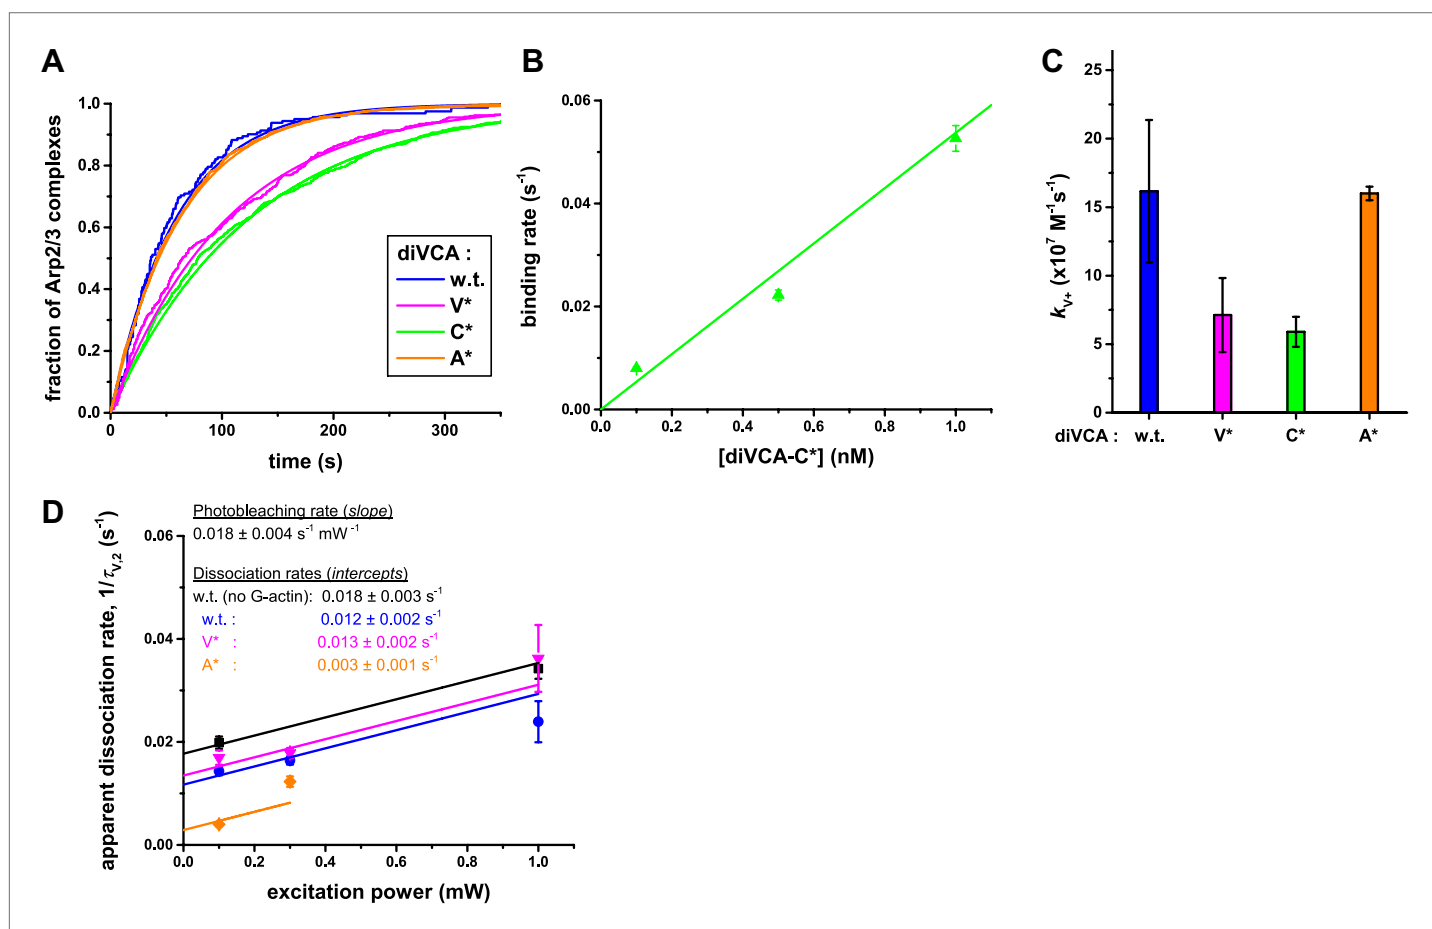 A
fraction of Arp2/3 complexes
1.0
0.8
0.6
0.4
0.2
0.0
0 100 200 300
time (s)
diVCA :
w.t.
V*
C*
A*
B
binding rate (s⁻¹)
0.06
0.04
0.02
0.00
0.0 0.2 0.4 0.6 0.8 1.0
[diVCA-C*] (nM)
C
kᵥ₊ (x10⁷ M⁻¹s⁻¹)
25
20
15
10
5
0
diVCA : w.t. V* C* A*
D
apparent dissociation rate, 1/τᵥ,₂ (s⁻¹)
Photobleaching rate (slope)
0.018 ± 0.004 s⁻¹ mW⁻¹
Dissociation rates (intercepts)
w.t. (no G-actin): 0.018 ± 0.003 s⁻¹
w.t. : 0.012 ± 0.002 s⁻¹
V* : 0.013 ± 0.002 s⁻¹
A* : 0.003 ± 0.001 s⁻¹
0.06
0.04
0.02
0.00
0.0 0.2 0.4 0.6 0.8 1.0
excitation power (mW)